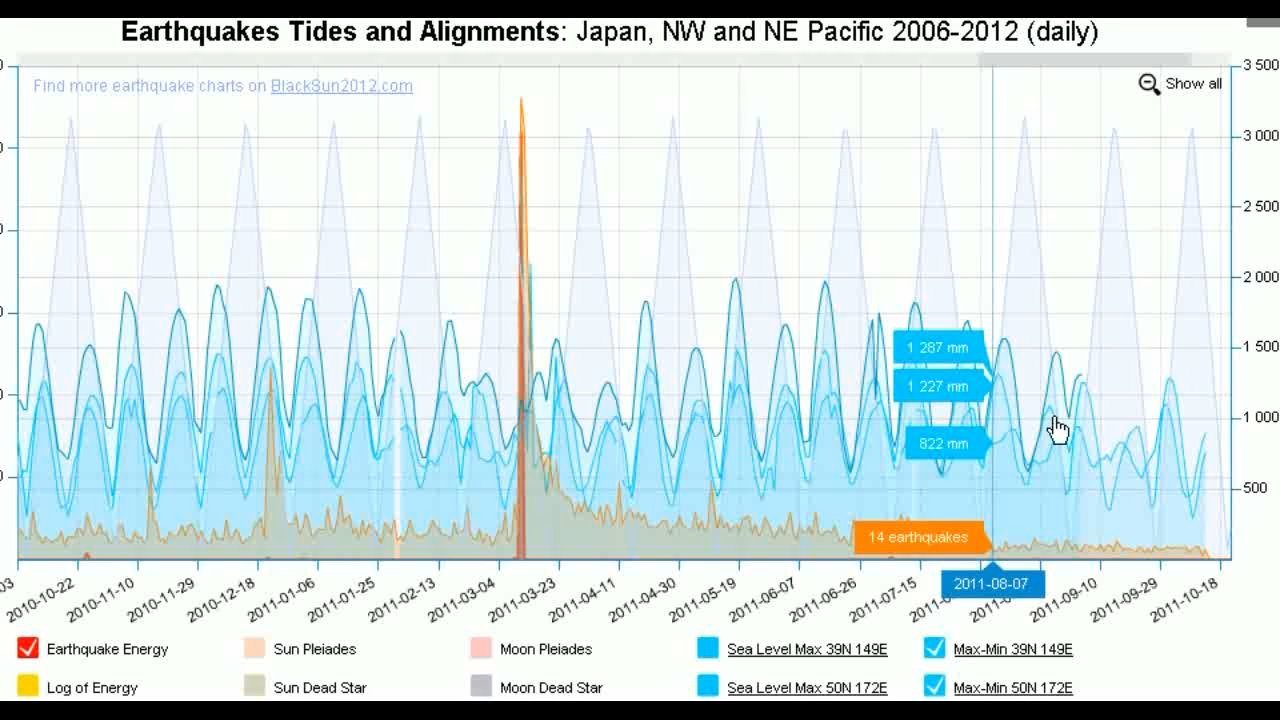 Earthquakes Tides and Alignments: Japan, NW and NE Pacific 2006-2012 (daily)
Find more earthquake charts on BlackSun2012.com
Show all
3 500
3 000
2 500
2 000
1 500
1 000
500
1 287 mm
1 227 mm
822 mm
14 earthquakes
2011-08-07
03
2010-10-22
2010-11-10
2010-11-29
2010-12-18
2011-01-06
2011-01-25
2011-02-13
2011-03-04
2011-03-23
2011-04-11
2011-04-30
2011-05-19
2011-06-07
2011-06-26
2011-07-15
2011-09-10
2011-09-29
2011-10-18
Earthquake Energy
Sun Pleiades
Moon Pleiades
Sea Level Max 39N 149E
Max-Min 39N 149E
Log of Energy
Sun Dead Star
Moon Dead Star
Sea Level Max 50N 172E
Max-Min 50N 172E